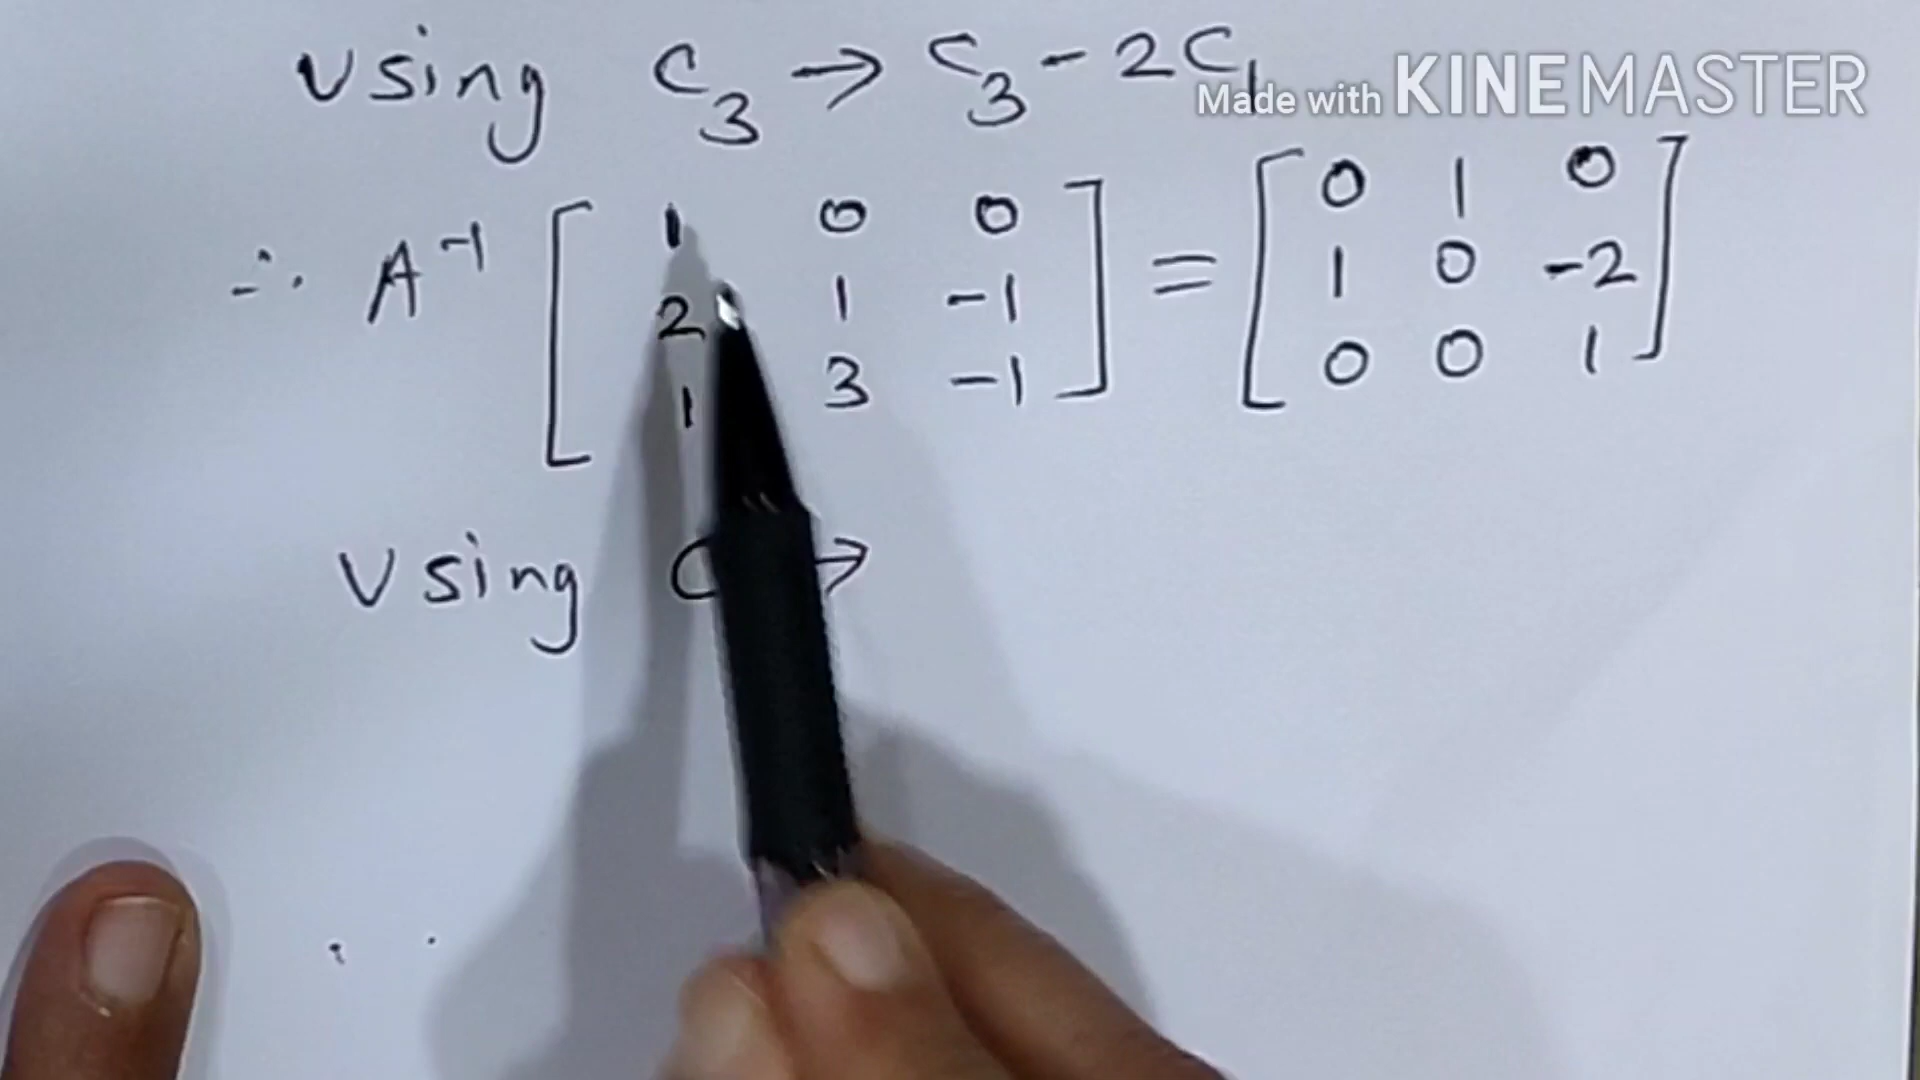 Using C₃ → C₃ - 2C₁
Made with KINEMASTER
∴ A⁻¹ [ 1 0 0 ] = [ 0 1 0 ]
[ 2 1 -1 ] [ 1 0 -2 ]
[ 1 3 -1 ] [ 0 0 1 ]
Using C →